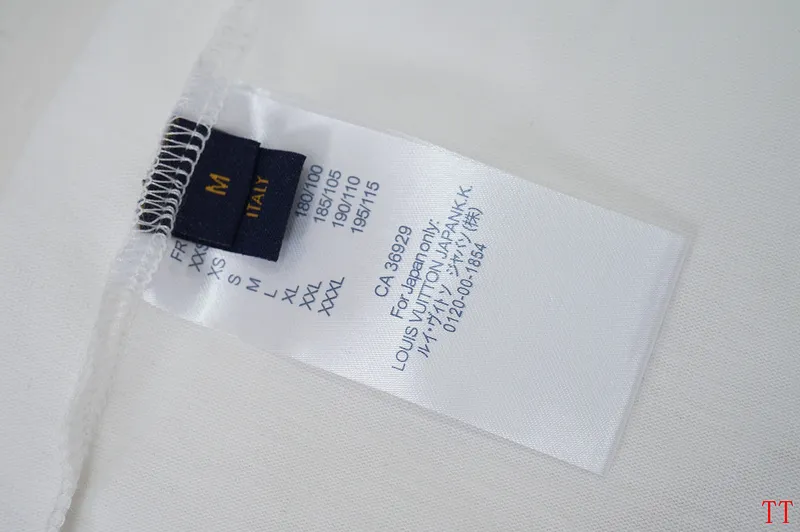 M
ITALY
FR
XXS
XS
S
M
L
XL
XXL
XXXL
180/100
185/105
190/110
195/115
CA 36929
For Japan only:
LOUIS VUITTON JAPAN K.K.
ルイ・ヴィトン ジャパン(株)
0120-00-1854
TT